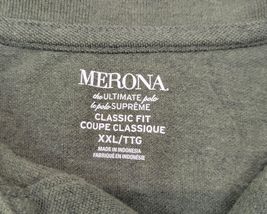 MERONA.
the ULTIMATE polo
le polo SUPRÊME
CLASSIC FIT
COUPE CLASSIQUE
XXL/TTG
MADE IN INDONESIA
FABRIQUÉ EN INDONÉSIE